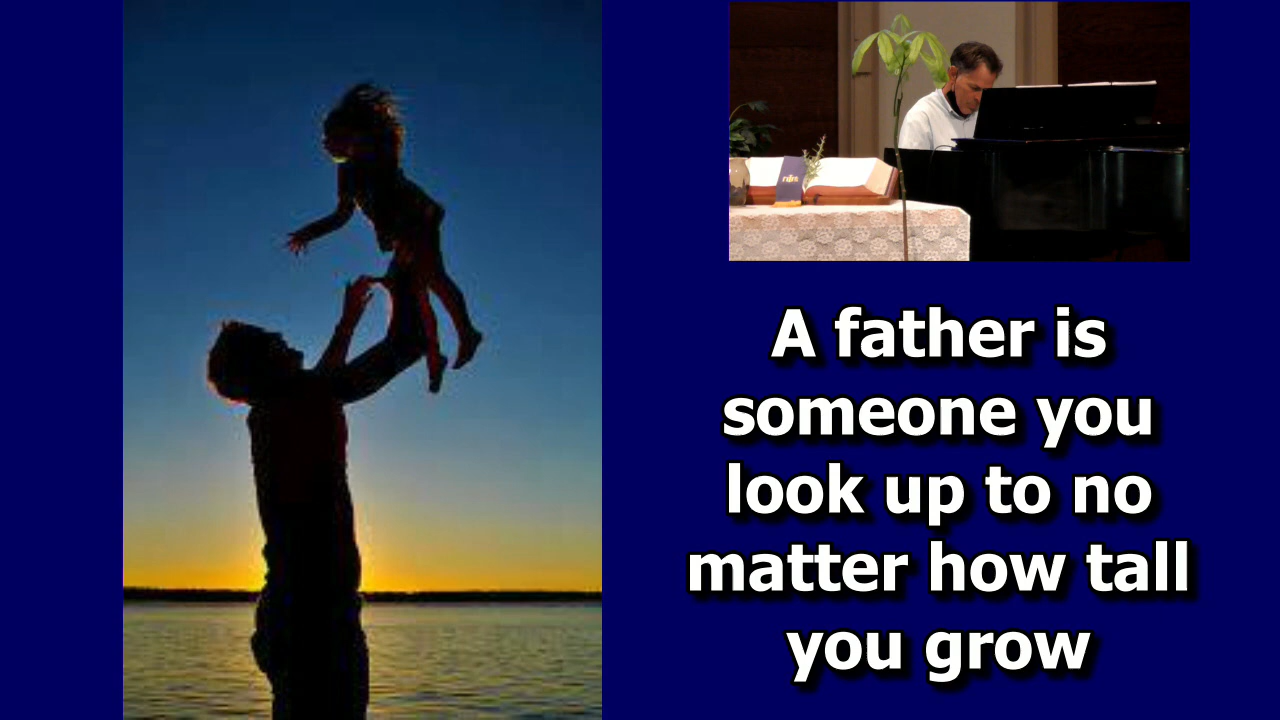 A father is
someone you
look up to no
matter how tall
you grow